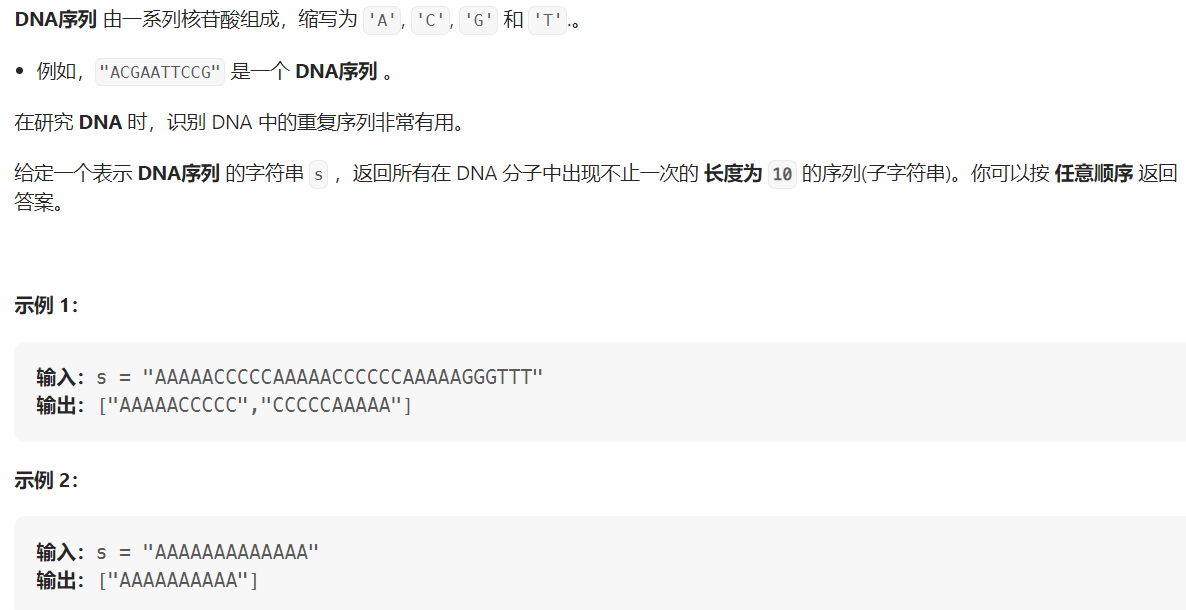 DNA序列 由一系列核苷酸组成，缩写为 'A', 'C', 'G' 和 'T'.。
• 例如，"ACGAATTCCG" 是一个 DNA序列 。
在研究 DNA 时，识别 DNA 中的重复序列非常有用。
给定一个表示 DNA序列 的字符串 s ，返回所有在 DNA 分子中出现不止一次的 长度为 10 的序列(子字符串)。你可以按 任意顺序 返回
答案。
示例 1：
输入：s = "AAAAACCCCCAAAAACCCCCCAAAAAGGGTTT"
输出：["AAAAACCCCC","CCCCCAAAAA"]
示例 2：
输入：s = "AAAAAAAAAAAAA"
输出：["AAAAAAAAAA"]